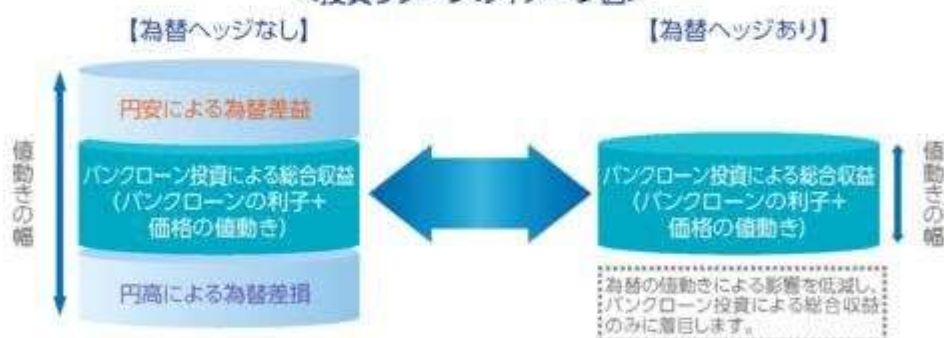 【為替ヘッジなし】
【為替ヘッジあり】
円安による為替差益
バンクローン投資による総合収益
(バンクローンの利子+
価格の値動き)
円高による為替差損
値動きの幅
バンクローン投資による総合収益
(バンクローンの利子+
価格の値動き)
値動きの幅
為替の値動きによる影響を低減し、
バンクローン投資による総合収益
のみに着目します。